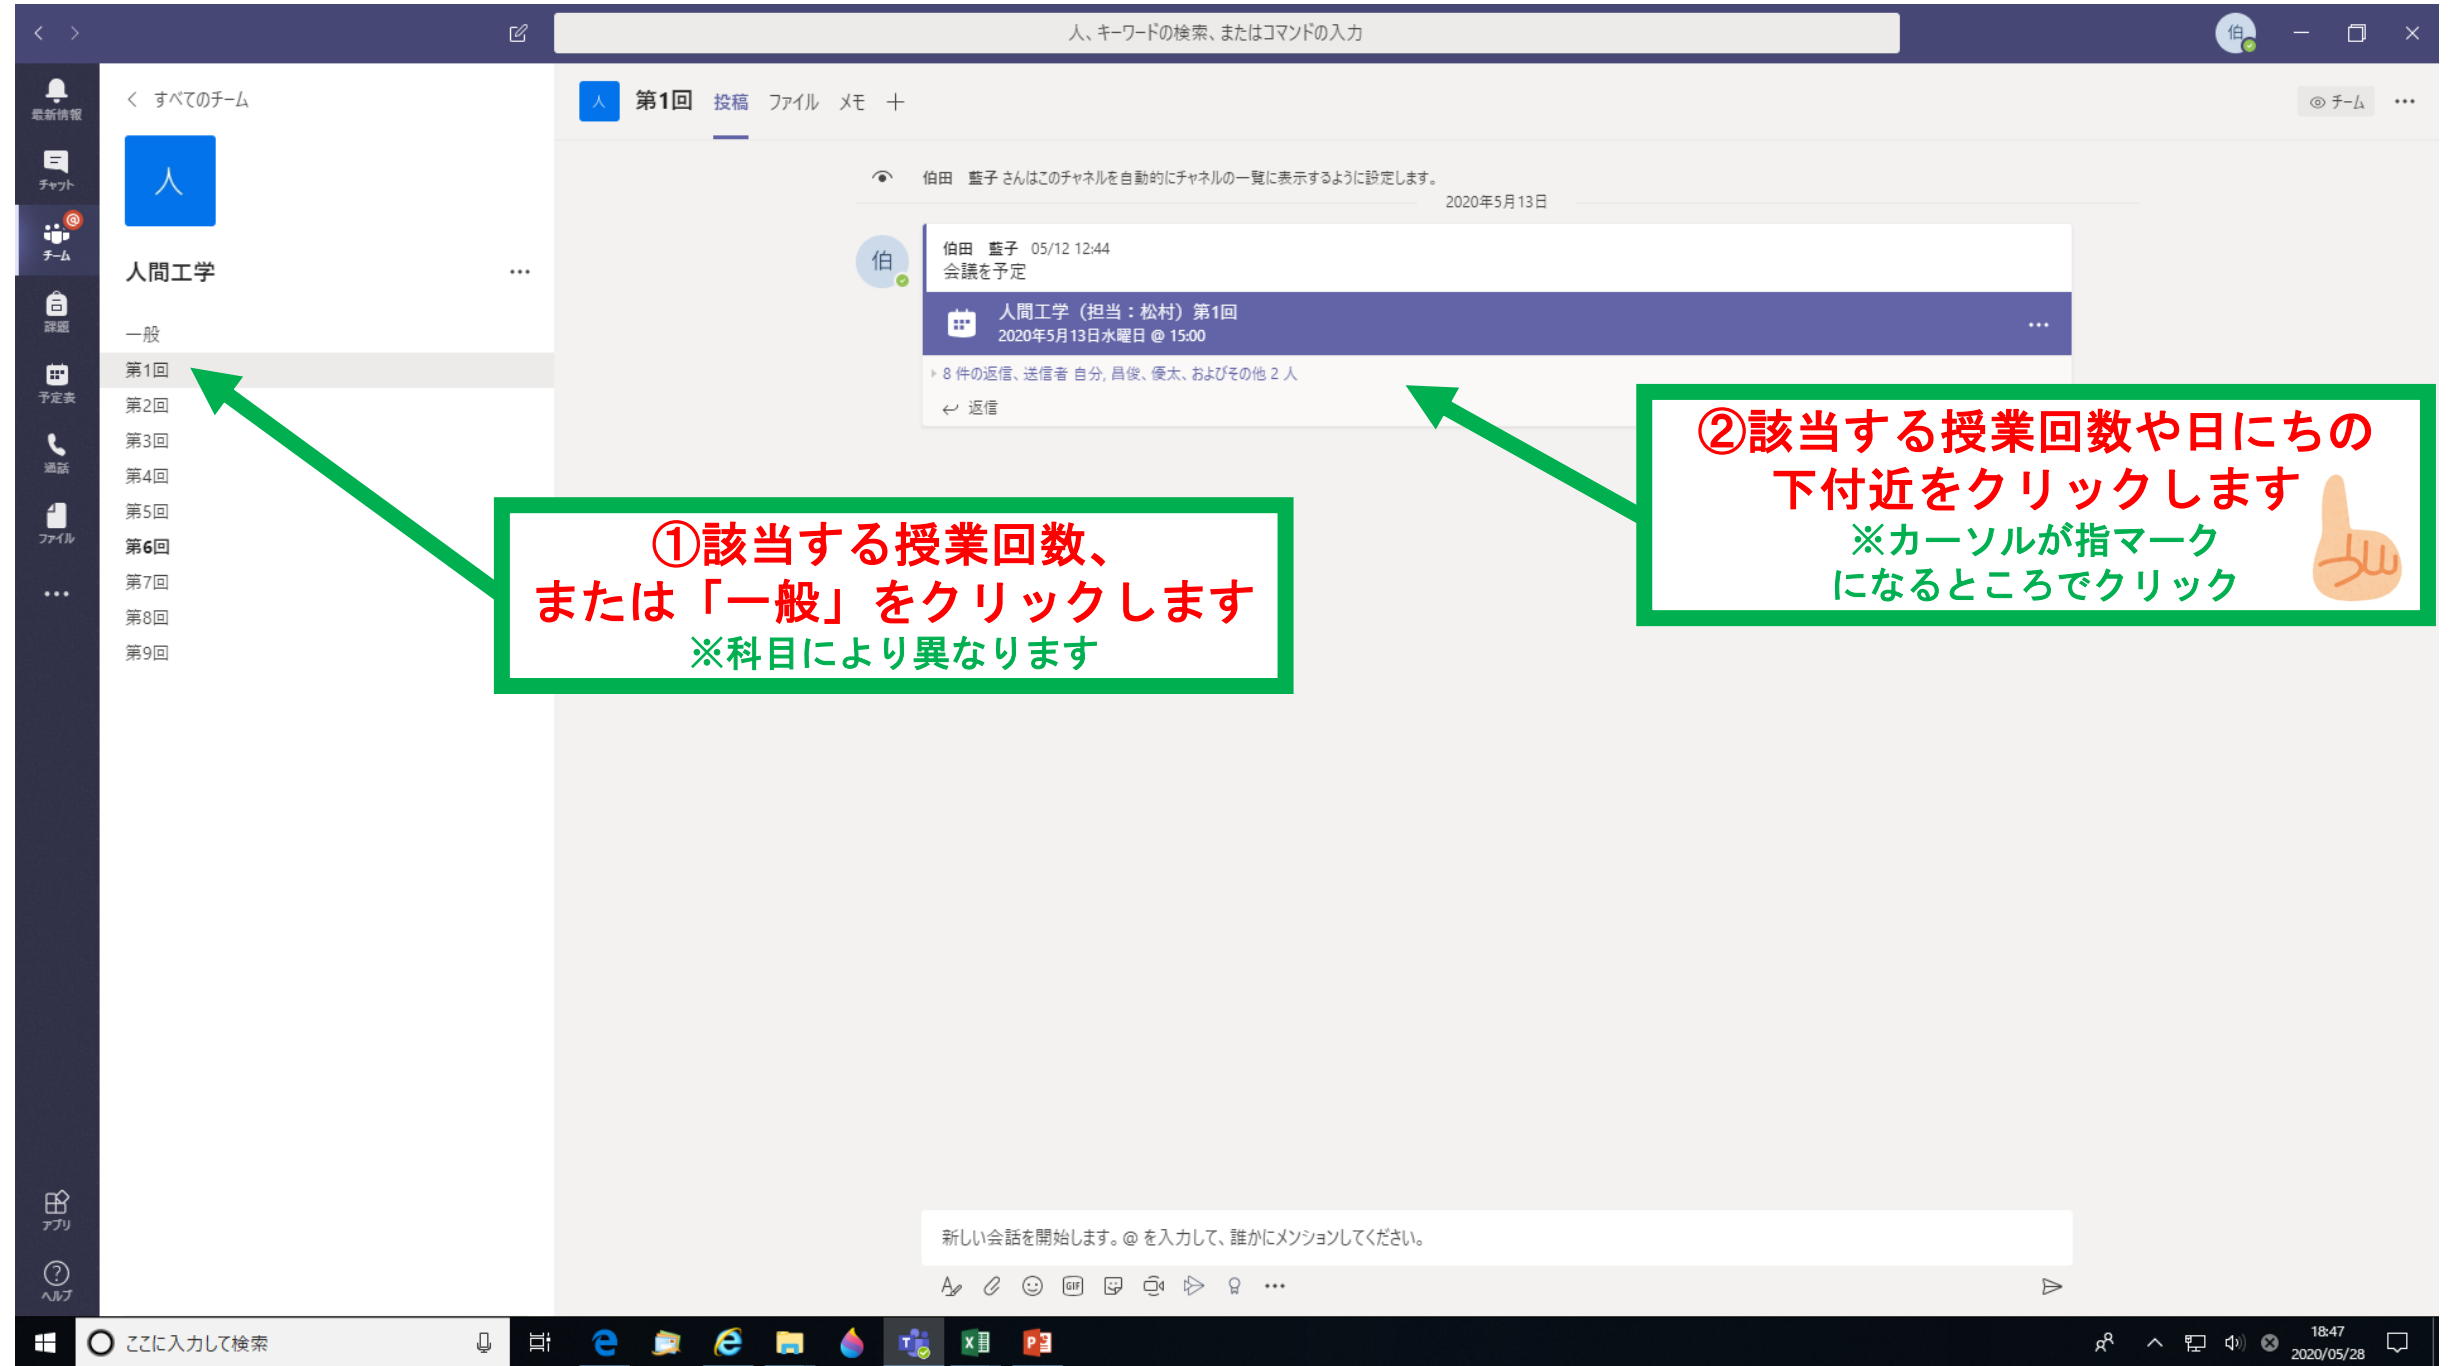 人、キーワードの検索、またはコマンドの入力
伯
最新情報
チャット
チーム
課題
予定表
通話
ファイル
アプリ
ヘルプ
すべてのチーム
人
人間工学
一般
第1回
第2回
第3回
第4回
第5回
第6回
第7回
第8回
第9回
人 第1回 投稿 ファイル メモ ＋
チーム
伯田　藍子 さんはこのチャネルを自動的にチャネルの一覧に表示するように設定します。
2020年5月13日
伯
伯田　藍子 05/12 12:44
会議を予定
人間工学（担当：松村）第1回
2020年5月13日水曜日 @ 15:00
8 件の返信、送信者 自分, 昌俊、優太、およびその他 2 人
返信
①該当する授業回数、
または「一般」をクリックします
※科目により異なります
②該当する授業回数や日にちの
下付近をクリックします
※カーソルが指マーク
になるところでクリック
新しい会話を開始します。@ を入力して、誰かにメンションしてください。
GIF
ここに入力して検索
18:47
2020/05/28